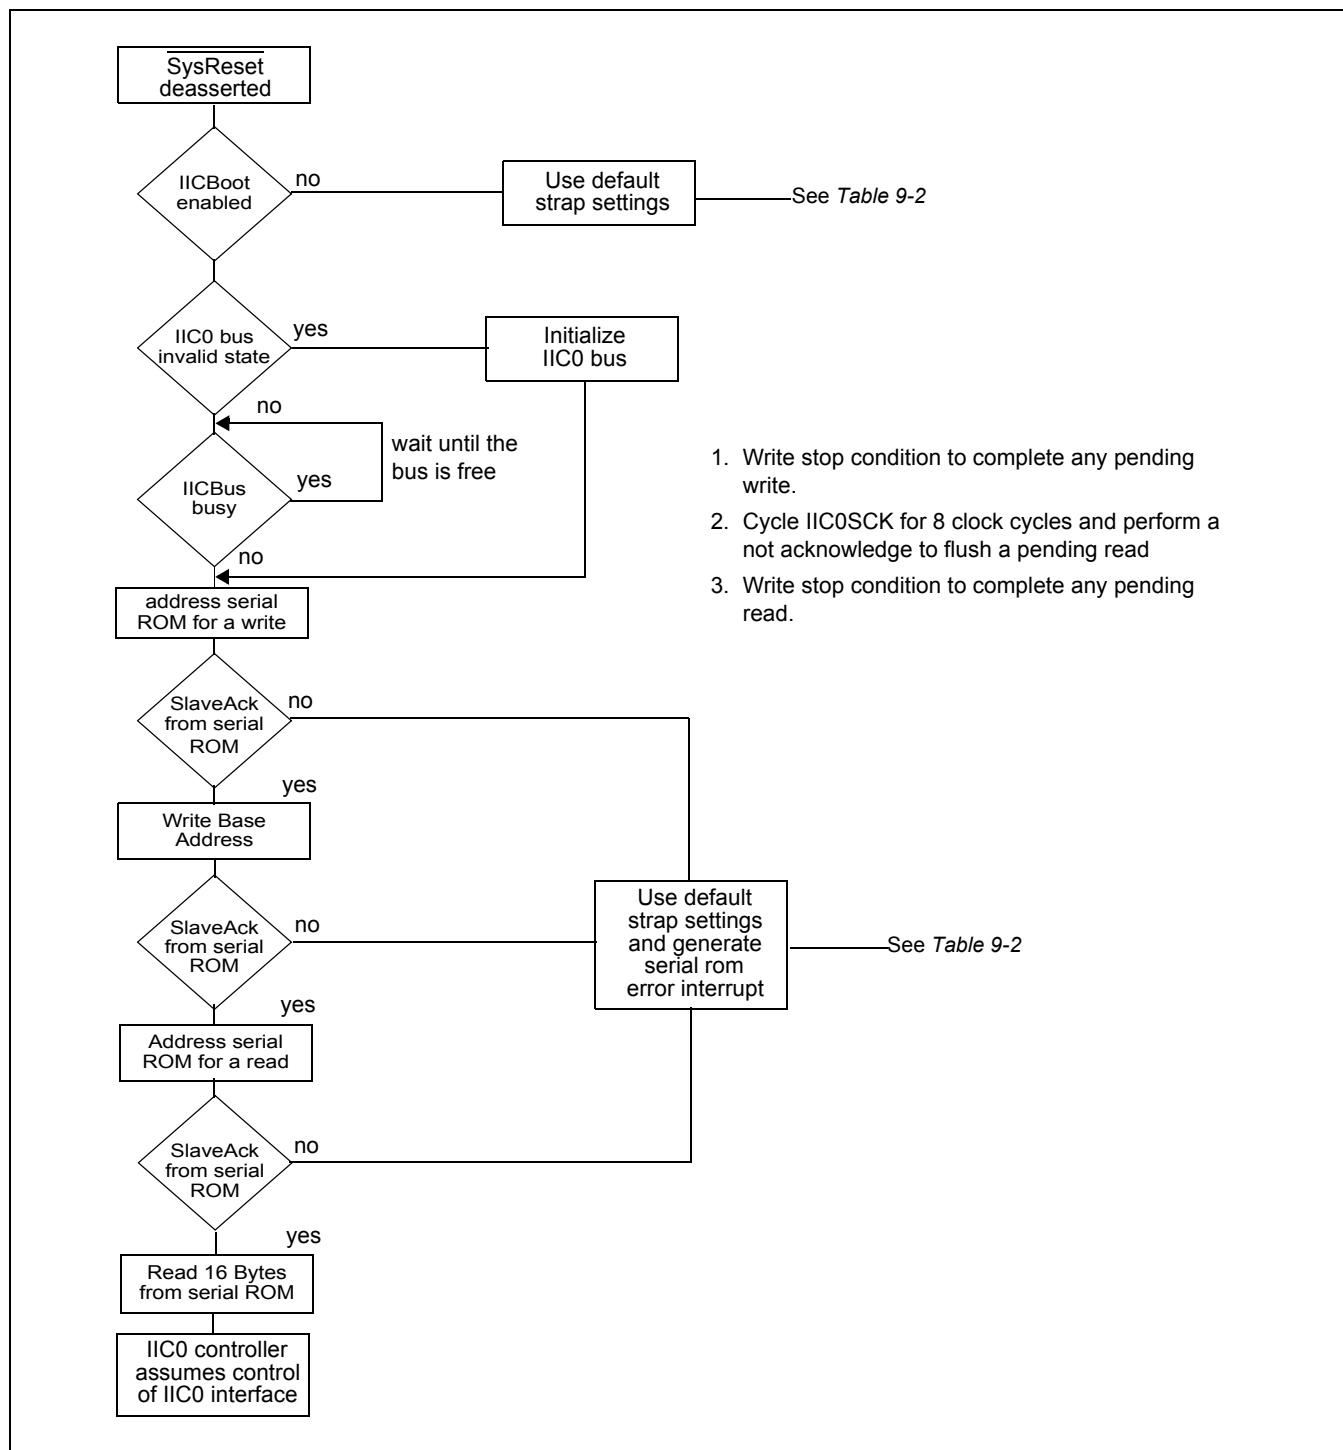 SysReset
deasserted
IICBoot
enabled
no
Use default
strap settings
See Table 9-2
IIC0 bus
invalid state
yes
Initialize
IIC0 bus
no
wait until the
bus is free
IICBus
busy
yes
no
1. Write stop condition to complete any pending
write.
2. Cycle IIC0SCK for 8 clock cycles and perform a
not acknowledge to flush a pending read
3. Write stop condition to complete any pending
read.
address serial
ROM for a write
SlaveAck
from serial
ROM
no
yes
Write Base
Address
SlaveAck
from serial
ROM
no
Use default
strap settings
and generate
serial rom
error interrupt
See Table 9-2
yes
Address serial
ROM for a read
SlaveAck
from serial
ROM
no
yes
Read 16 Bytes
from serial ROM
IIC0 controller
assumes control
of IIC0 interface